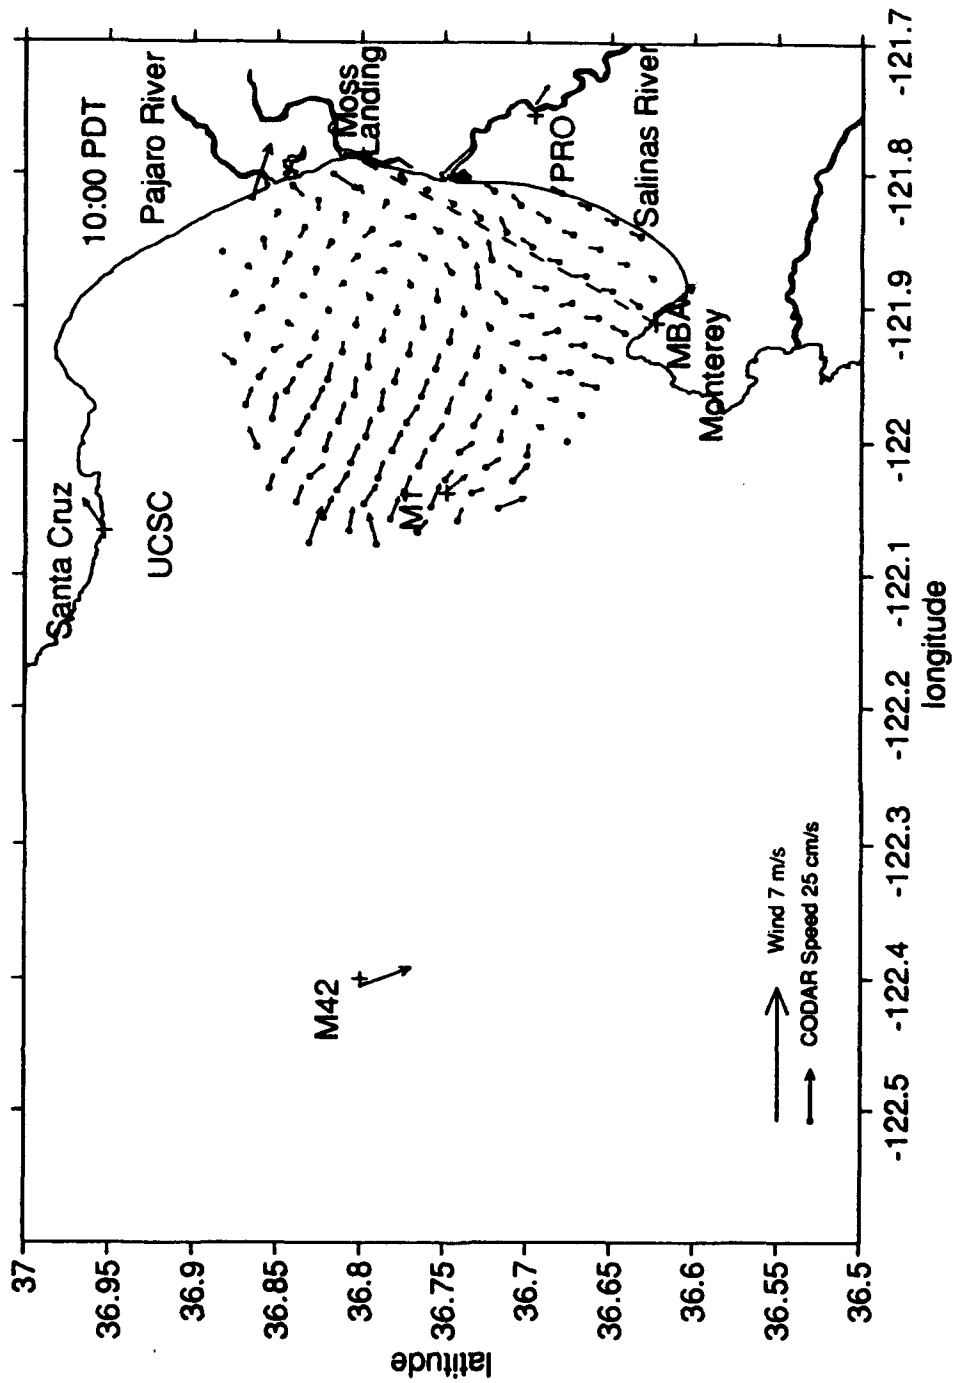 10:00 PDT
Santa Cruz
Pajaro River
UCSC
Moss
Landing
M42
M1
PRO
Salinas River
MBA
Monterey
Wind 7 m/s
CODAR Speed 25 cm/s
37
36.95
36.9
36.85
36.8
36.75
36.7
36.65
36.6
36.55
36.5
latitude
-122.5
-122.4
-122.3
-122.2
-122.1
-122
-121.9
-121.8
-121.7
longitude